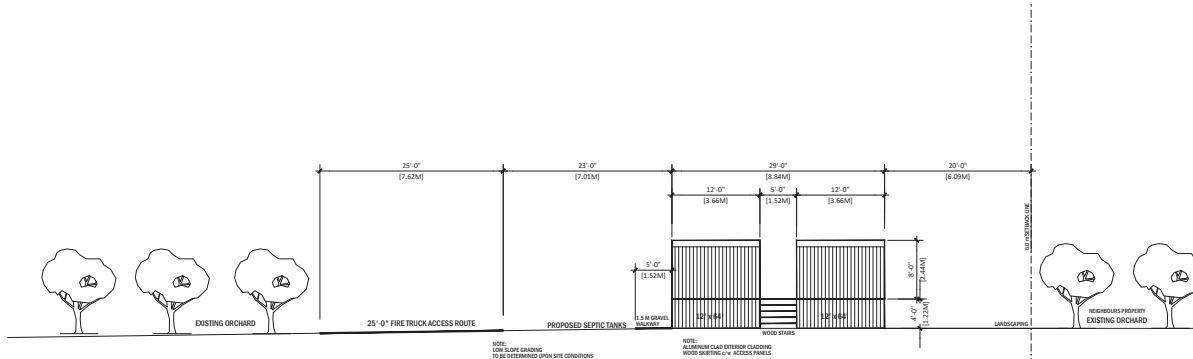 25'-0"
[7.62M]
23'-0"
[7.01M]
29'-0"
[8.84M]
20'-0"
[6.09M]
12'-0"
[3.66M]
5'-0"
[1.52M]
12'-0"
[3.66M]
6.0 m SETBACK LINE
5'-0"
[1.52M]
8'-0"
[2.44M]
4'-0"
[1.22M]
EXISTING ORCHARD
25'-0" FIRE TRUCK ACCESS ROUTE
PROPOSED SEPTIC TANKS
1.5 M GRAVEL
WALKWAY
12' x 64'
12' x 64'
WOOD STAIRS
LANDSCAPING
NEIGHBOURS PROPERTY
EXISTING ORCHARD
NOTE:
LOW SLOPE GRADING
TO BE DETERMINED UPON SITE CONDITIONS
NOTE:
ALUMINUM CLAD EXTERIOR CLADDING
WOOD SKIRTING c/w ACCESS PANELS